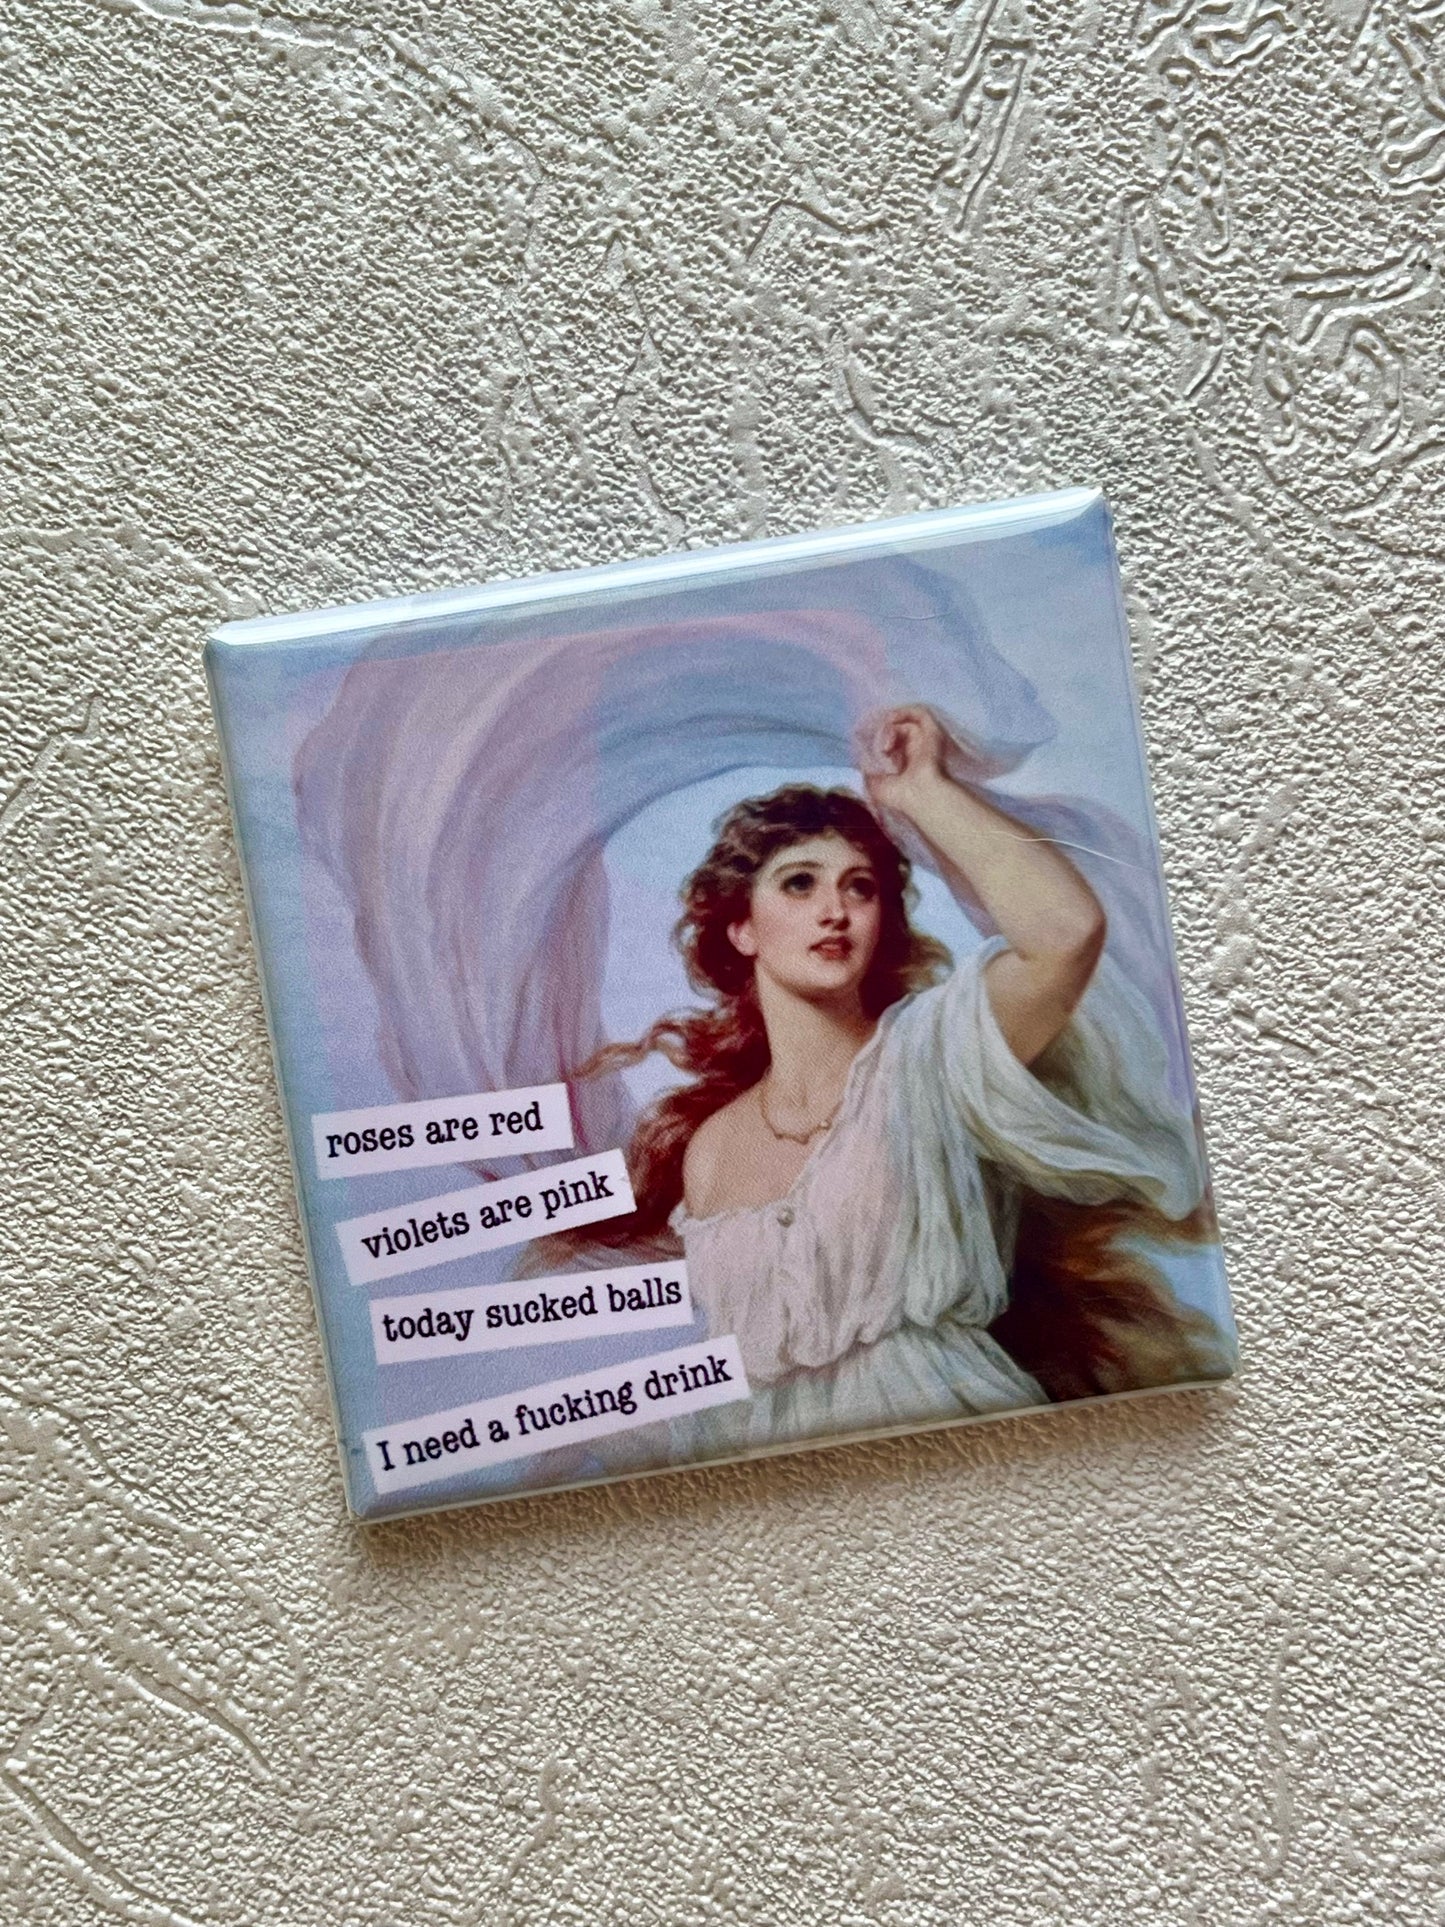 roses are red
violets are pink
today sucked balls
I need a fucking drink